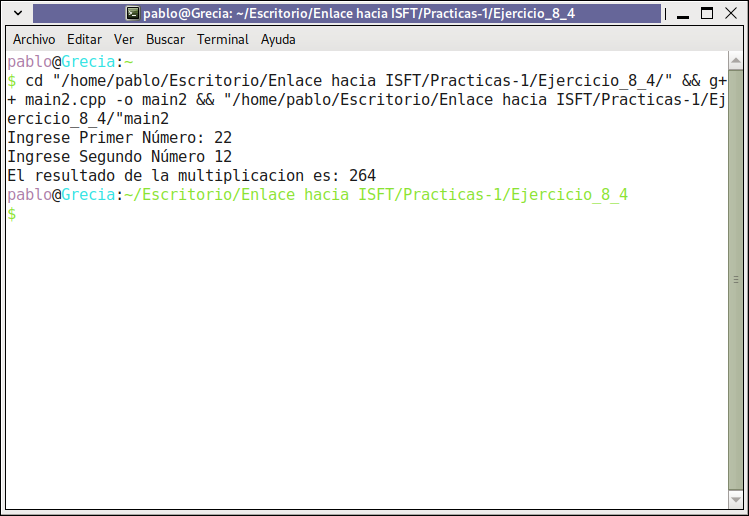 pablo@Grecia: ~/Escritorio/Enlace hacia ISFT/Practicas-1/Ejercicio_8_4
Archivo Editar Ver Buscar Terminal Ayuda
pablo@Grecia:~
$ cd "/home/pablo/Escritorio/Enlace hacia ISFT/Practicas-1/Ejercicio_8_4/" && g+
+ main2.cpp -o main2 && "/home/pablo/Escritorio/Enlace hacia ISFT/Practicas-1/Ej
ercicio_8_4/"main2
Ingrese Primer Número: 22
Ingrese Segundo Número 12
El resultado de la multiplicacion es: 264
pablo@Grecia:~/Escritorio/Enlace hacia ISFT/Practicas-1/Ejercicio_8_4
$